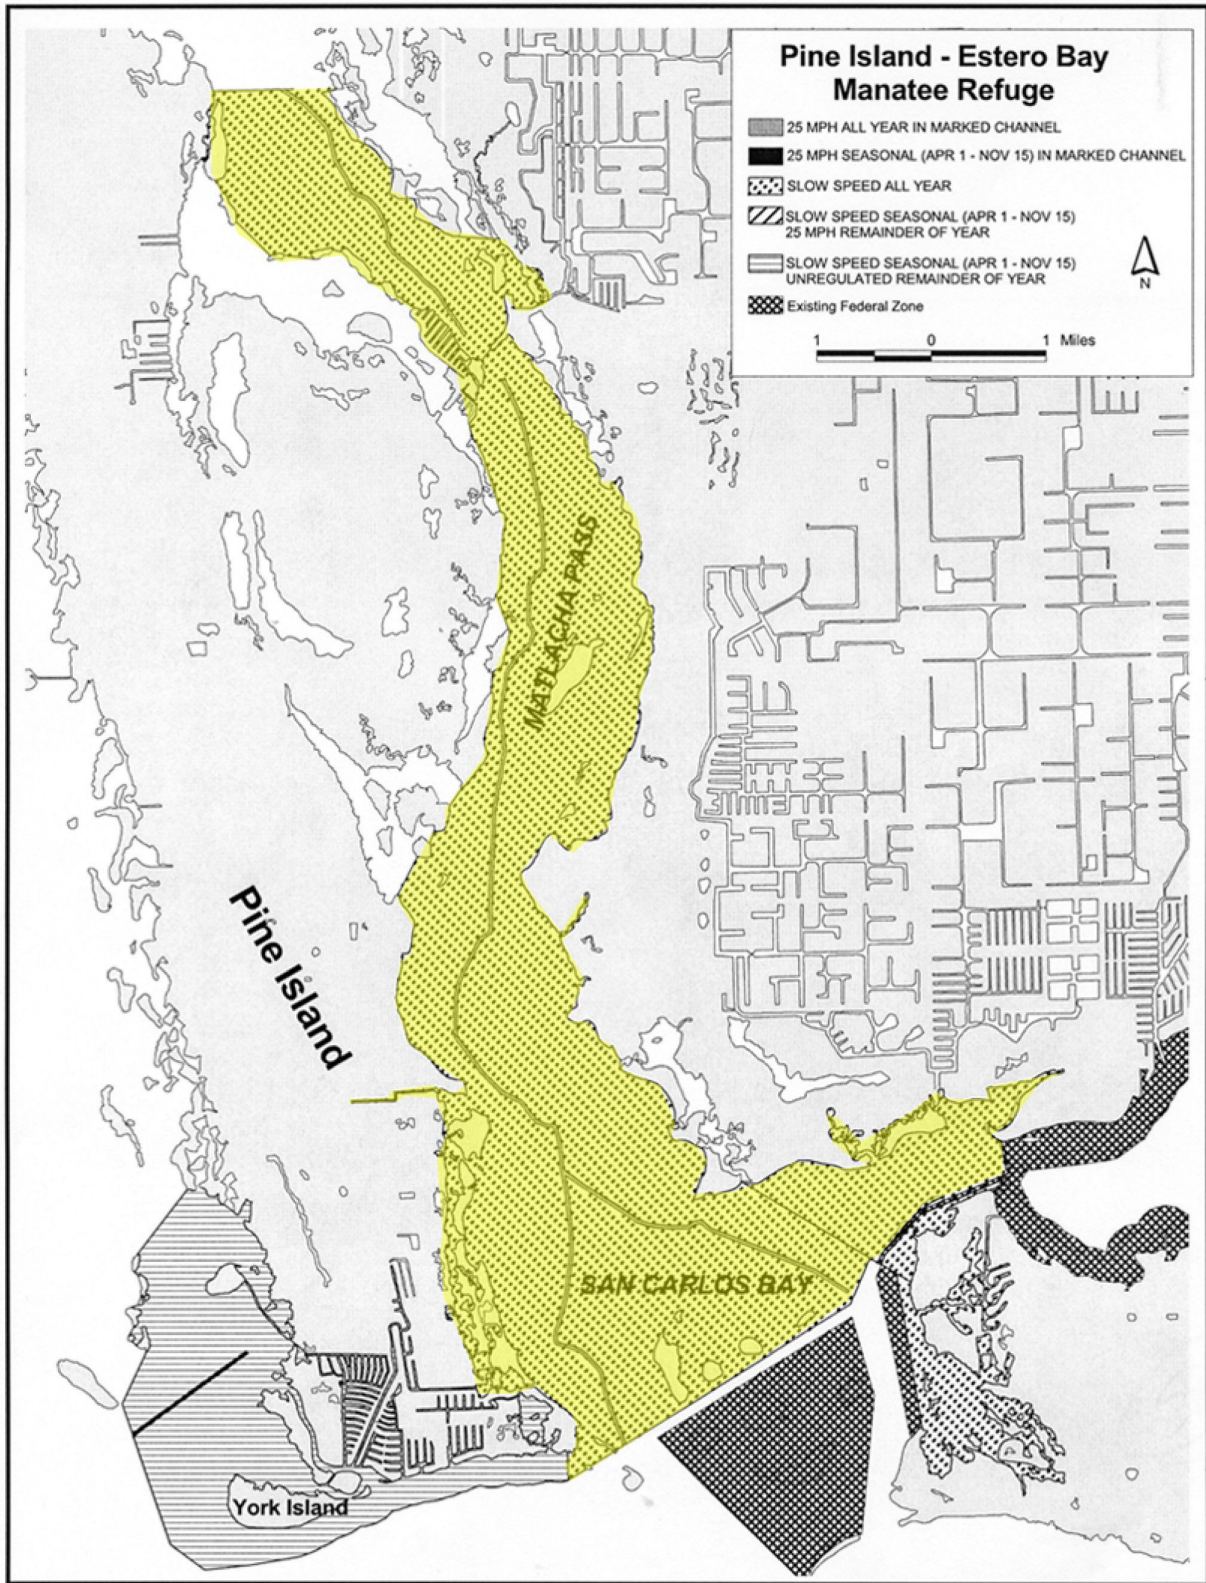 Pine Island - Estero Bay
Manatee Refuge
25 MPH ALL YEAR IN MARKED CHANNEL
25 MPH SEASONAL (APR 1 - NOV 15) IN MARKED CHANNEL
SLOW SPEED ALL YEAR
SLOW SPEED SEASONAL (APR 1 - NOV 15)
25 MPH REMAINDER OF YEAR
SLOW SPEED SEASONAL (APR 1 - NOV 15)
UNREGULATED REMAINDER OF YEAR
Existing Federal Zone
N
1 0 1 Miles
MATLACHA PASS
Pine Island
SAN CARLOS BAY
York Island